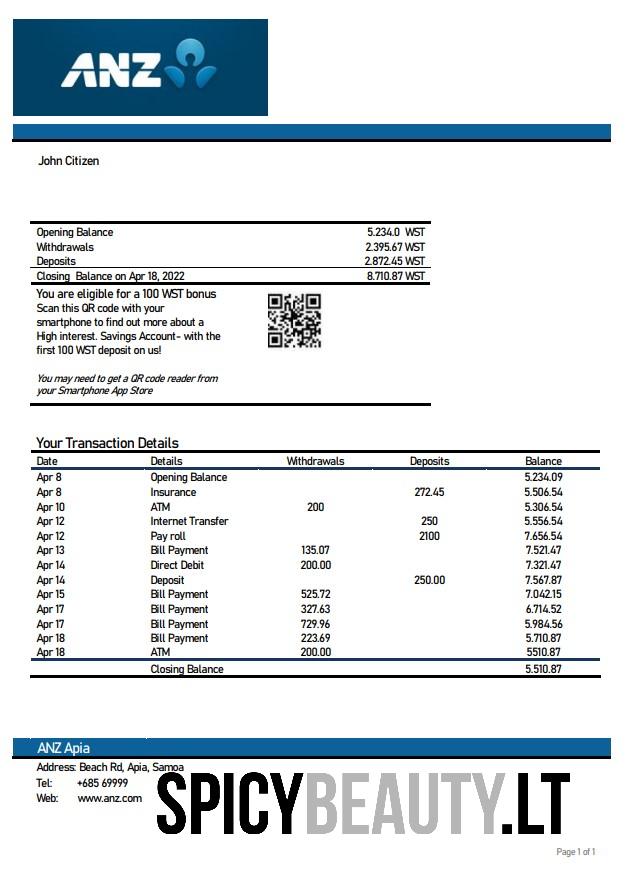 ANZ
John Citizen
Opening Balance 5.234.0 WST
Withdrawals 2.395.67 WST
Deposits 2.872.45 WST
Closing Balance on Apr 18, 2022 8.710.87 WST
You are eligible for a 100 WST bonus
Scan this QR code with your
smartphone to find out more about a
High interest. Savings Account- with the
first 100 WST deposit on us!
You may need to get a QR code reader from
your Smartphone App Store
Your Transaction Details
Date Details Withdrawals Deposits Balance
Apr 8 Opening Balance 5.234.09
Apr 8 Insurance 272.45 5.506.54
Apr 10 ATM 200 5.306.54
Apr 12 Internet Transfer 250 5.556.54
Apr 12 Pay roll 2100 7.656.54
Apr 13 Bill Payment 135.07 7.521.47
Apr 14 Direct Debit 200.00 7.321.47
Apr 14 Deposit 250.00 7.567.87
Apr 15 Bill Payment 525.72 7.042.15
Apr 17 Bill Payment 327.63 6.714.52
Apr 17 Bill Payment 729.96 5.984.56
Apr 18 Bill Payment 223.69 5.710.87
Apr 18 ATM 200.00 5510.87
Closing Balance 5.510.87
ANZ Apia
Address: Beach Rd, Apia, Samoa
Tel: +685 69999
Web: www.anz.com
SPICYBEAUTY.LT
Page 1 of 1